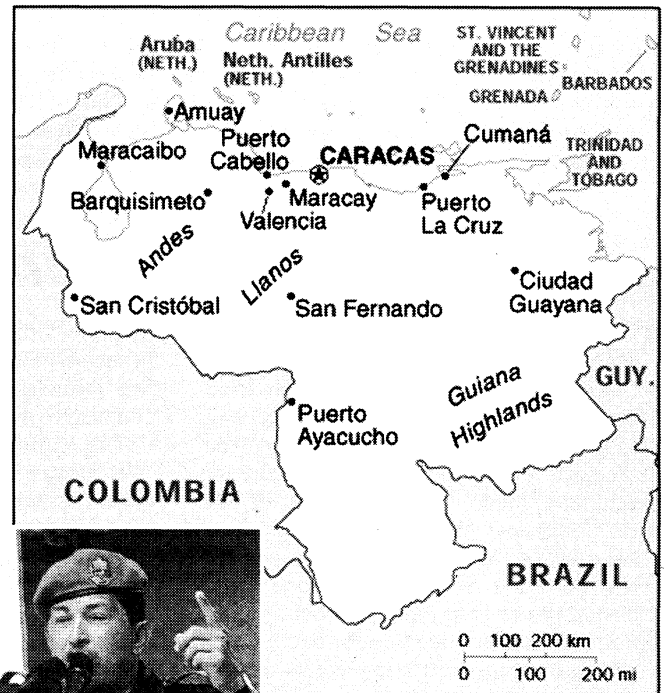 Caribbean Sea
Aruba
(NETH.)
Neth. Antilles
(NETH.)
ST. VINCENT
AND THE
GRENADINES
BARBADOS
GRENADA
Amuay
Maracaibo
Puerto
Cabello
CARACAS
Cumaná
TRINIDAD
AND
TOBAGO
Barquisimeto
Valencia
Maracay
Puerto
La Cruz
Andes
Llanos
San Cristóbal
San Fernando
Ciudad
Guayana
GUY.
Guiana
Highlands
Puerto
Ayacucho
COLOMBIA
BRAZIL
0 100 200 km
0 100 200 mi